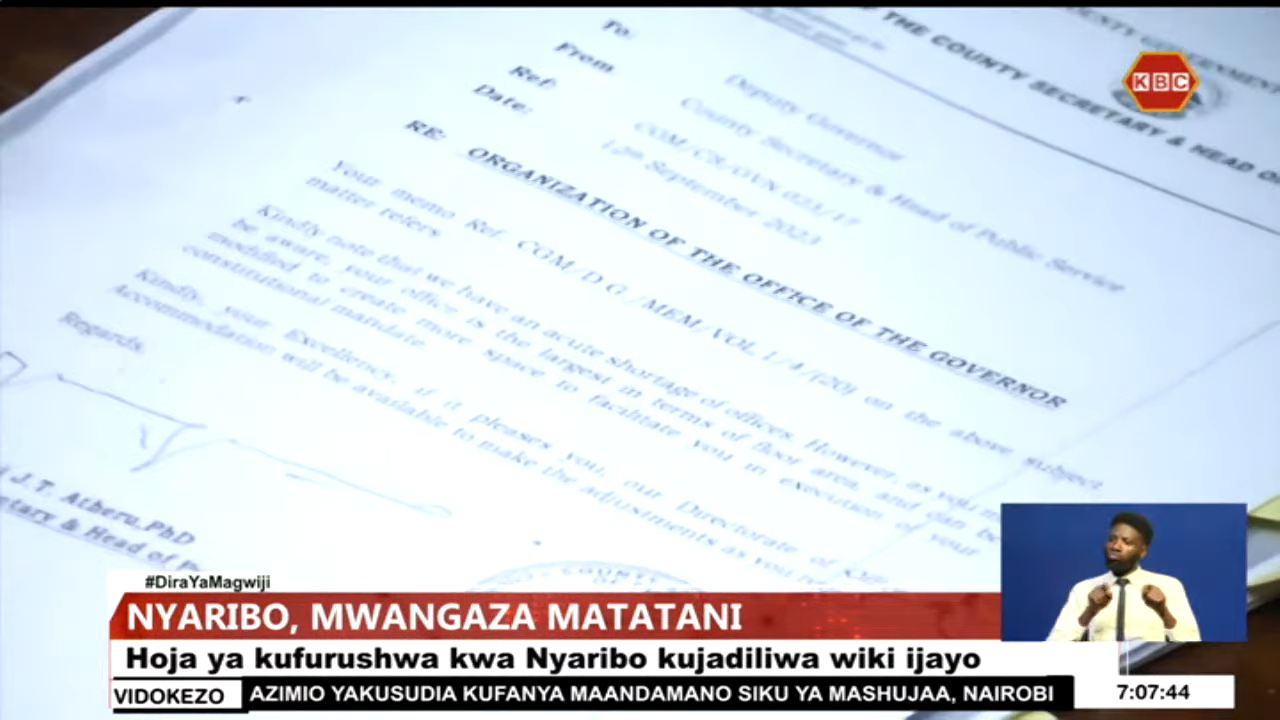 COUNTY GOVERNMENT
OF THE COUNTY SECRETARY & HEAD OF
KBC
To:
Deputy Governor
From
County Secretary & Head of Public Service
Ref:
CGM/CS/GVN 023/17
Date:
12th September 2023
RE: ORGANIZATION OF THE OFFICE OF THE GOVERNOR
Your memo Ref. CGM/D.G./MEM/VOL.1/4/(20) on the above subject
matter refers
Kindly note that we have an acute shortage of offices. However, as you
be aware, your office is the largest in terms of floor area, and can be
modified to create more space to facilitate you in execution of your
constitutional mandate
Kindly, your Excellency, if it pleases you, our Directorate of
Accommodation will be available to make the adjustments as you
Regards.
J.T. Atheru, PhD
& Head of
#DiraYaMagwiji
NYARIBO, MWANGAZA MATATANI
Hoja ya kufurushwa kwa Nyaribo kujadiliwa wiki ijayo
VIDOKEZO AZIMIO YAKUSUDIA KUFANYA MAANDAMANO SIKU YA MASHUJAA, NAIROBI 7:07:44